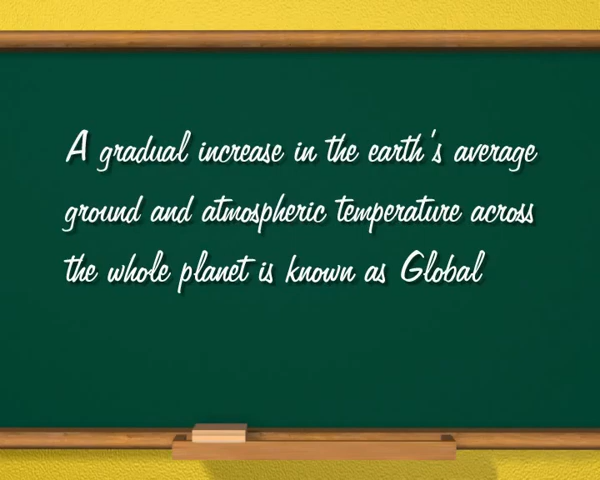 A gradual increase in the earth's average
ground and atmospheric temperature across
the whole planet is known as Global